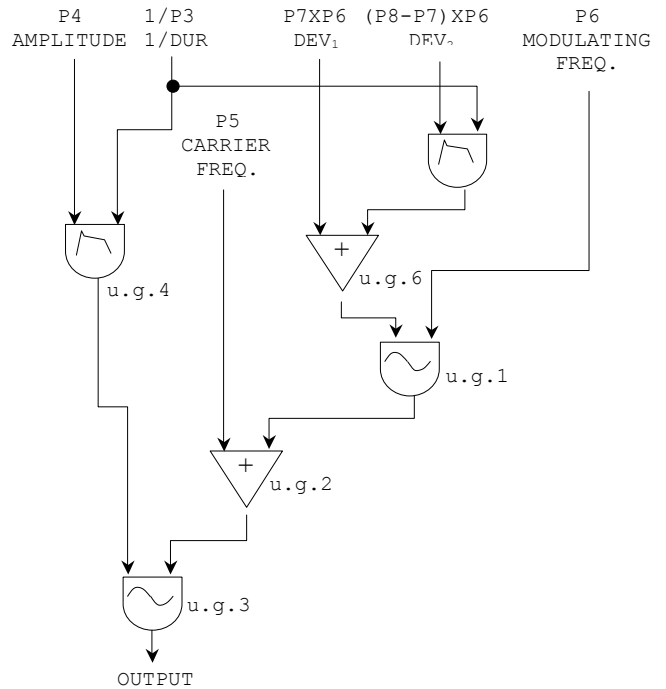 P4 1/P3 P7XP6 (P8-P7)XP6 P6
AMPLITUDE 1/DUR DEV₁ DEV₂ MODULATING
FREQ.
P5
CARRIER
FREQ.
+
u.g.6
u.g.4
u.g.1
+
u.g.2
u.g.3
OUTPUT